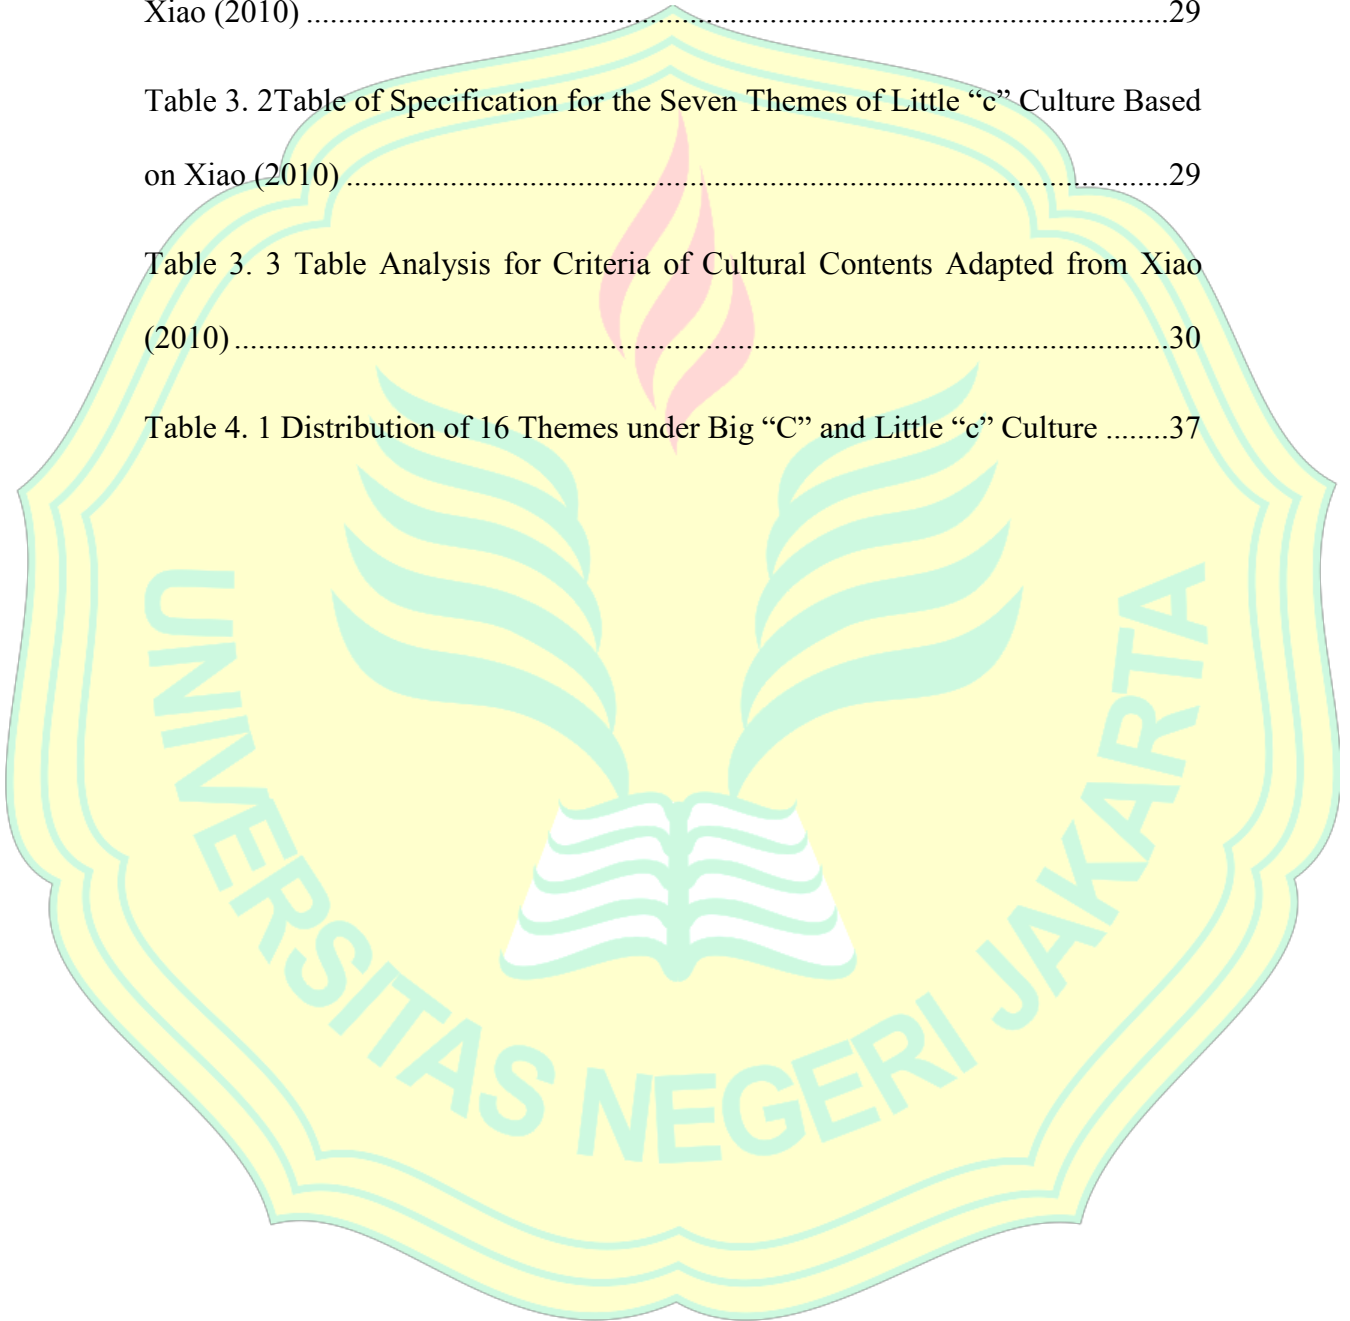 Xiao (2010) ............................................................................................................29
Table 3. 2Table of Specification for the Seven Themes of Little “c” Culture Based
on Xiao (2010) .......................................................................................................29
Table 3. 3 Table Analysis for Criteria of Cultural Contents Adapted from Xiao
(2010) .....................................................................................................................30
Table 4. 1 Distribution of 16 Themes under Big “C” and Little “c” Culture ........37
UNIVERSITAS NEGERI JAKARTA